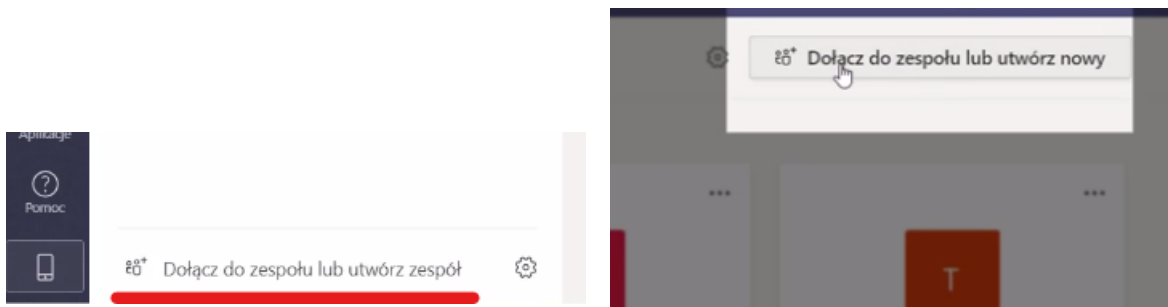 Aplikacje
Pomoc
Dołącz do zespołu lub utwórz zespół
Dołącz do zespołu lub utwórz nowy
T